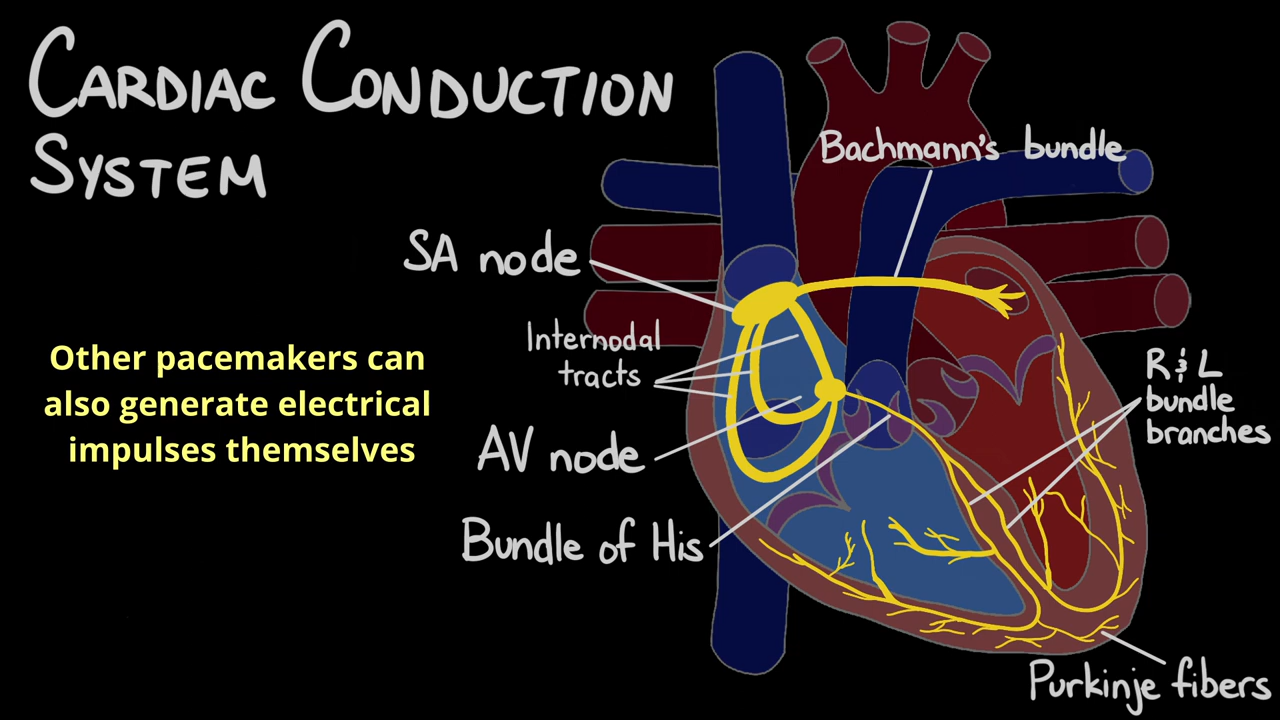 CARDIAC CONDUCTION
SYSTEM
Bachmann's bundle
SA node
Internodal
tracts
Other pacemakers can
also generate electrical
impulses themselves
R & L
bundle
branches
AV node
Bundle of His
Purkinje fibers